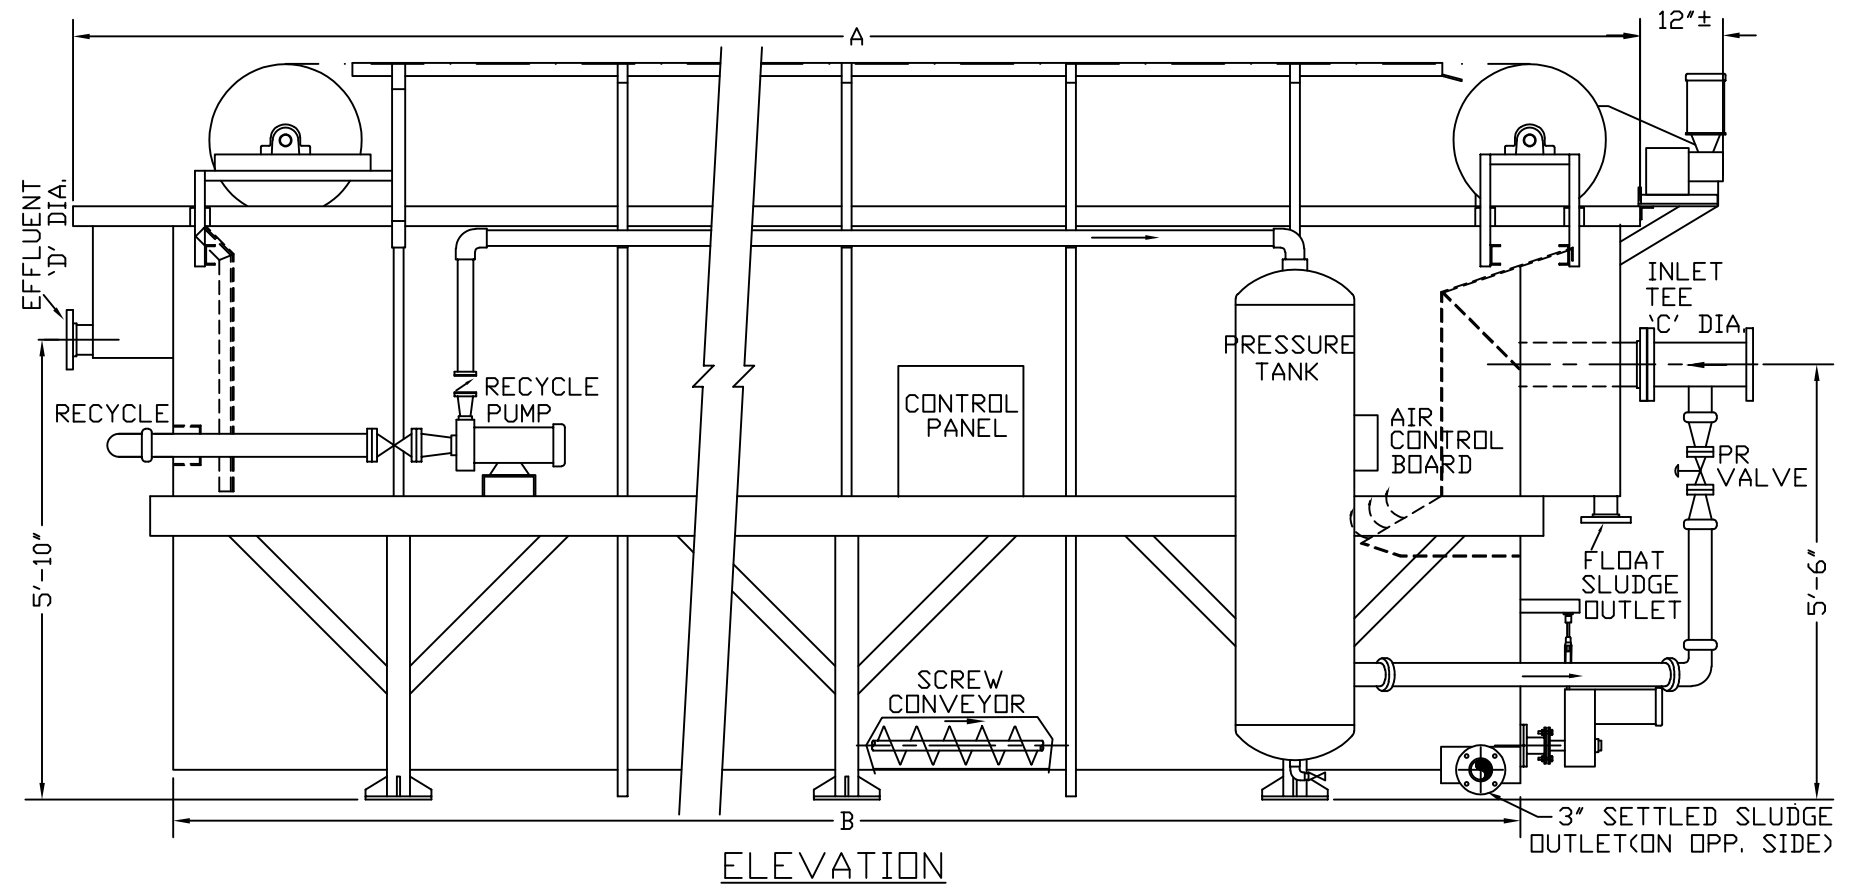 A
12"±
EFFLUENT
'D' DIA.
INLET
TEE
'C' DIA.
PRESSURE
TANK
RECYCLE
PUMP
RECYCLE
CONTROL
PANEL
AIR
CONTROL
BOARD
PR
VALVE
5'-10"
FLOAT
SLUDGE
OUTLET
5'-6"
SCREW
CONVEYOR
B
3" SETTLED SLUDGE
OUTLET(ON OPP. SIDE)
ELEVATION